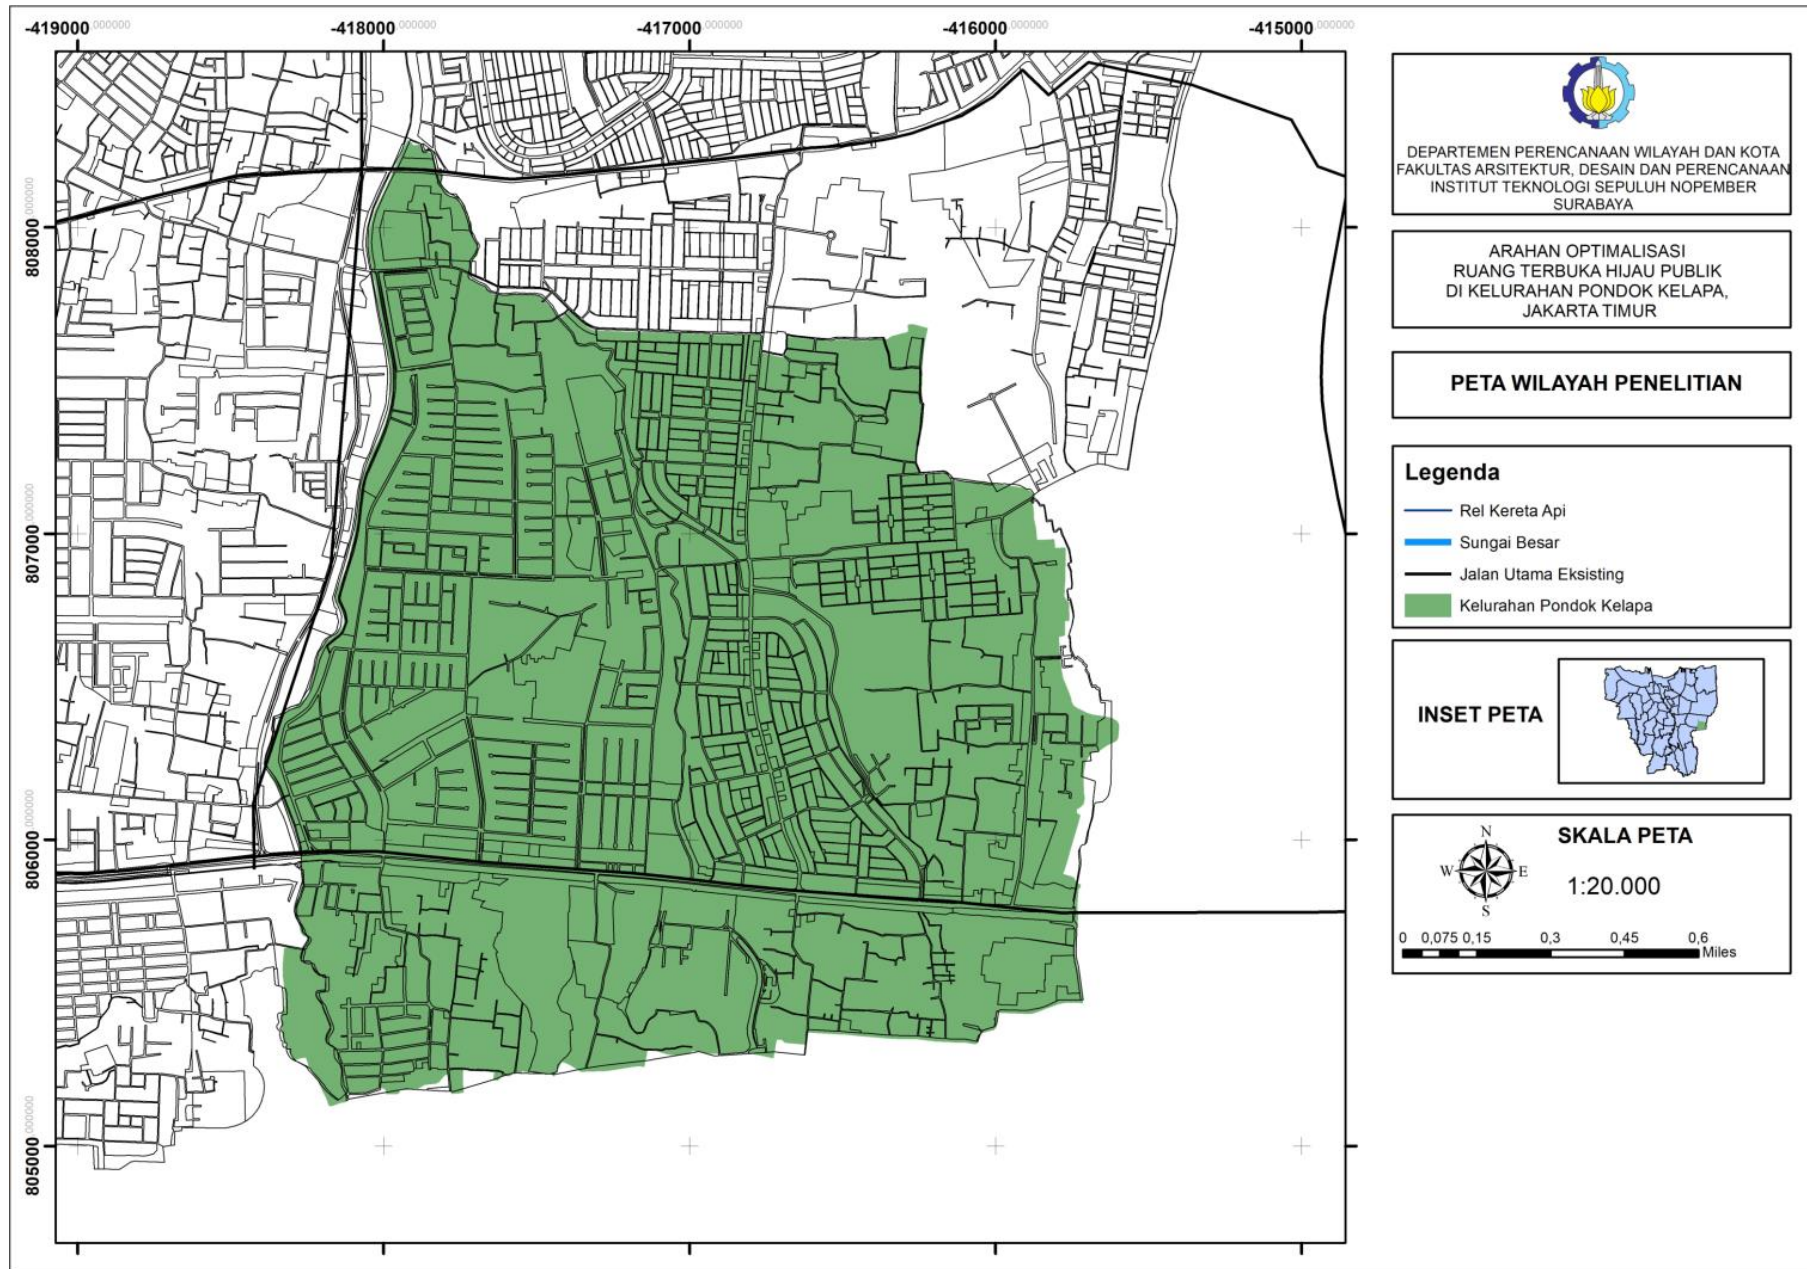 -419000,000000 -418000,000000 -417000,000000 -416000,000000 -415000,000000
808000,000000
807000,000000
806000,000000
805000,000000
DEPARTEMEN PERENCANAAN WILAYAH DAN KOTA
FAKULTAS ARSITEKTUR, DESAIN DAN PERENCANAAN
INSTITUT TEKNOLOGI SEPULUH NOPEMBER
SURABAYA
ARAHAN OPTIMALISASI
RUANG TERBUKA HIJAU PUBLIK
DI KELURAHAN PONDOK KELAPA,
JAKARTA TIMUR
PETA WILAYAH PENELITIAN
Legenda
Rel Kereta Api
Sungai Besar
Jalan Utama Eksisting
Kelurahan Pondok Kelapa
INSET PETA
SKALA PETA
N
W E
S
1:20.000
0 0,075 0,15 0,3 0,45 0,6
Miles